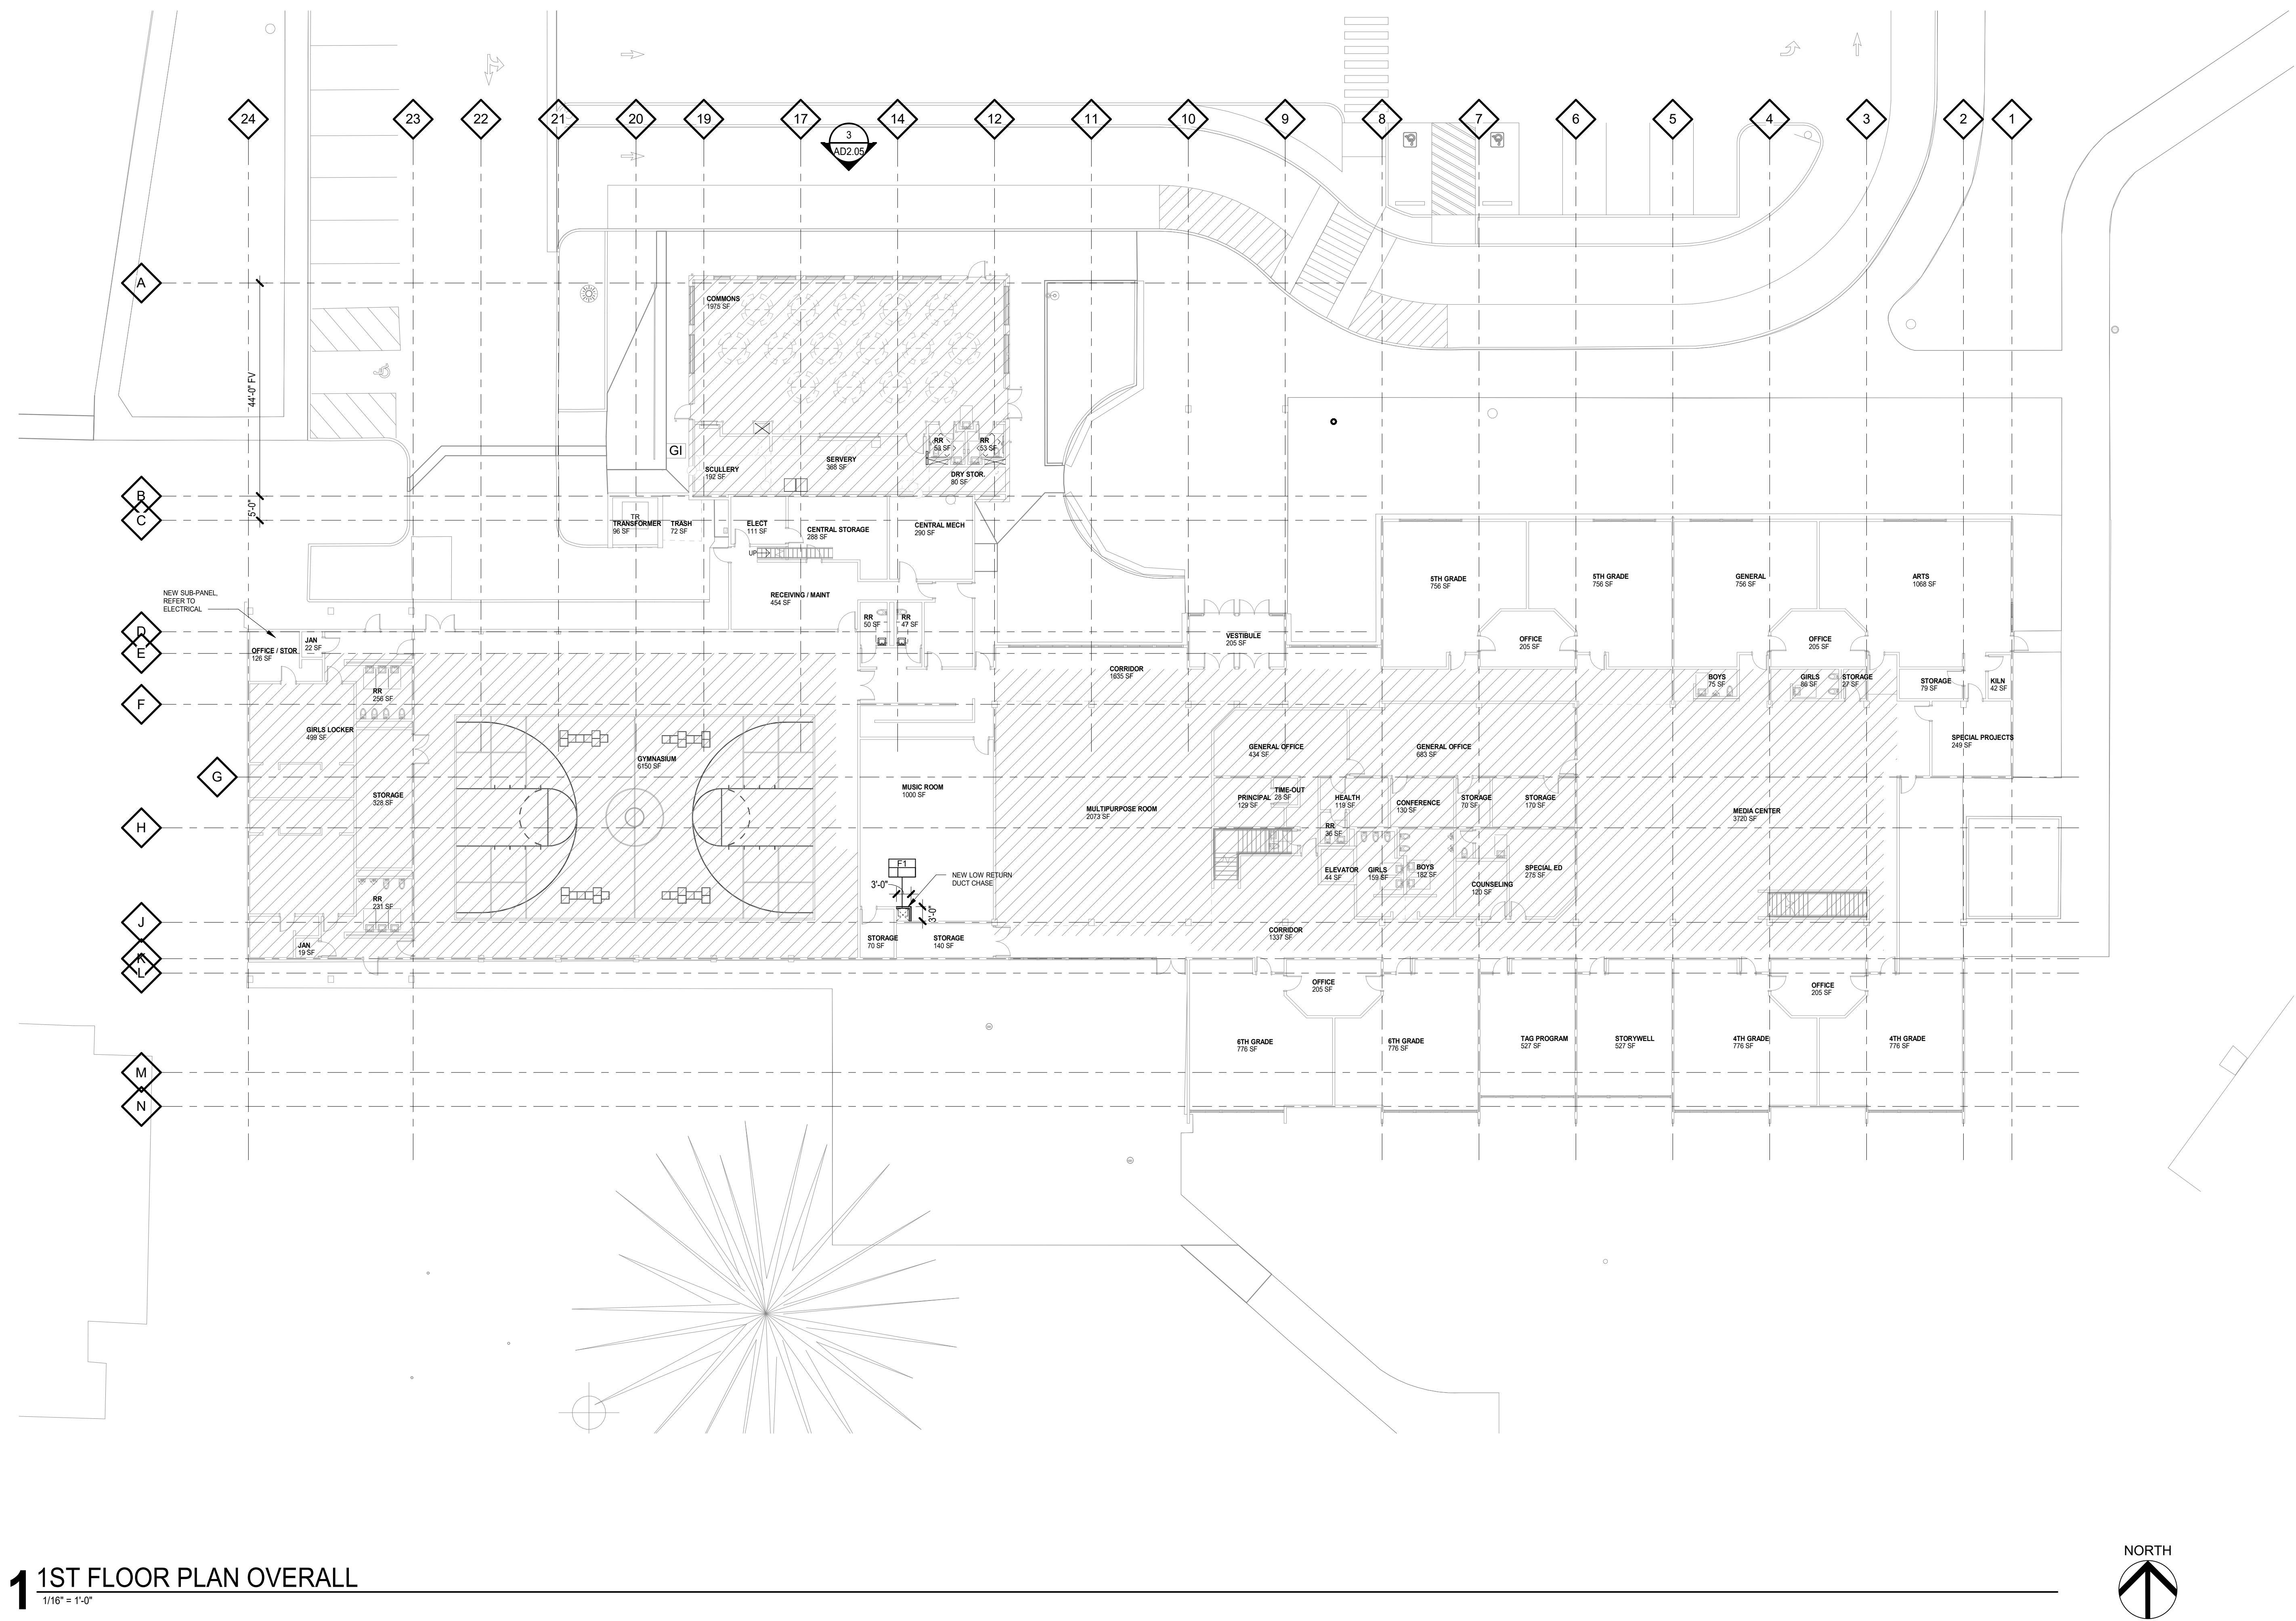 24
23
22
21
20
19
17
14
12
11
10
9
8
7
6
5
4
3
2
1
3
AD2.05
A
COMMONS
1978 SF
44'-0" FV
GI
RR
53 SF
RR
53 SF
SERVERY
368 SF
SCULLERY
192 SF
DRY STOR.
80 SF
B
5'-0"
C
TR
TRANSFORMER
96 SF
TRASH
72 SF
ELECT
111 SF
CENTRAL STORAGE
288 SF
CENTRAL MECH
290 SF
UP
5TH GRADE
756 SF
5TH GRADE
756 SF
GENERAL
756 SF
ARTS
1068 SF
NEW SUB-PANEL,
REFER TO
ELECTRICAL
RECEIVING / MAINT
454 SF
RR
50 SF
RR
47 SF
D
VESTIBULE
205 SF
OFFICE
205 SF
OFFICE
205 SF
JAN
22 SF
OFFICE / STOR
126 SF
E
CORRIDOR
1635 SF
BOYS
75 SF
GIRLS
86 SF
STORAGE
27 SF
STORAGE
79 SF
KILN
42 SF
RR
256 SF
F
GIRLS LOCKER
499 SF
SPECIAL PROJECTS
249 SF
GENERAL OFFICE
434 SF
GENERAL OFFICE
683 SF
GYMNASIUM
6150 SF
G
MUSIC ROOM
1000 SF
TIME-OUT
28 SF
STORAGE
328 SF
PRINCIPAL
129 SF
HEALTH
119 SF
CONFERENCE
130 SF
STORAGE
70 SF
STORAGE
170 SF
MULTIPURPOSE ROOM
2073 SF
MEDIA CENTER
3720 SF
H
RR
36 SF
F1
NEW LOW RETURN
DUCT CHASE
3'-0"
3'-0"
ELEVATOR
44 SF
GIRLS
159 SF
BOYS
182 SF
SPECIAL ED
275 SF
COUNSELING
120 SF
RR
231 SF
J
CORRIDOR
1337 SF
STORAGE
70 SF
STORAGE
140 SF
JAN
19 SF
K
L
OFFICE
205 SF
OFFICE
205 SF
6TH GRADE
776 SF
6TH GRADE
776 SF
TAG PROGRAM
527 SF
STORYWELL
527 SF
4TH GRADE
776 SF
4TH GRADE
776 SF
M
N
NORTH
1
1ST FLOOR PLAN OVERALL
1/16" = 1'-0"